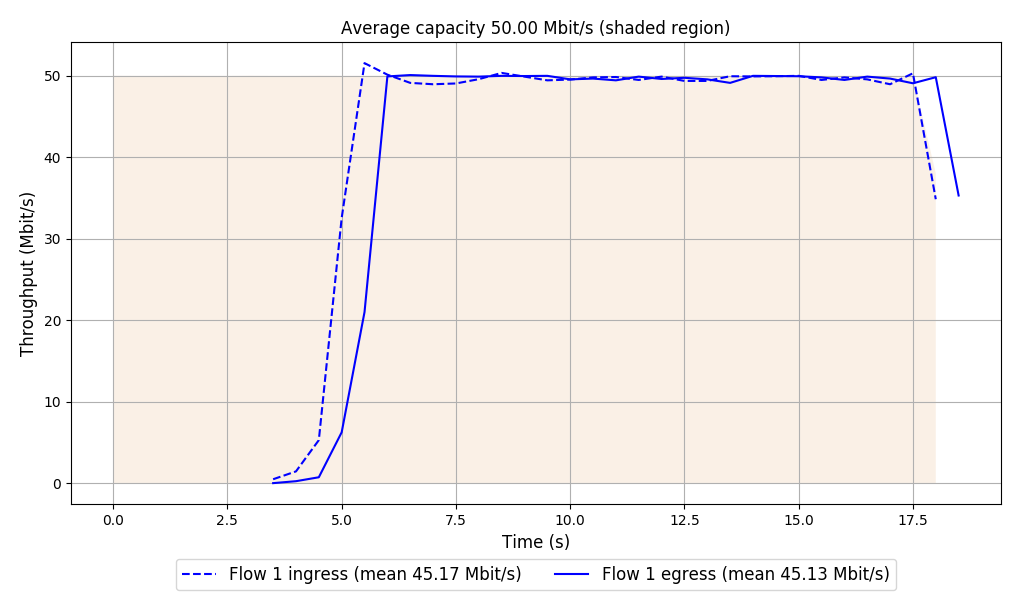 Average capacity 50.00 Mbit/s (shaded region)
Throughput (Mbit/s)
50
40
30
20
10
0
0.0 2.5 5.0 7.5 10.0 12.5 15.0 17.5
Time (s)
Flow 1 ingress (mean 45.17 Mbit/s) Flow 1 egress (mean 45.13 Mbit/s)